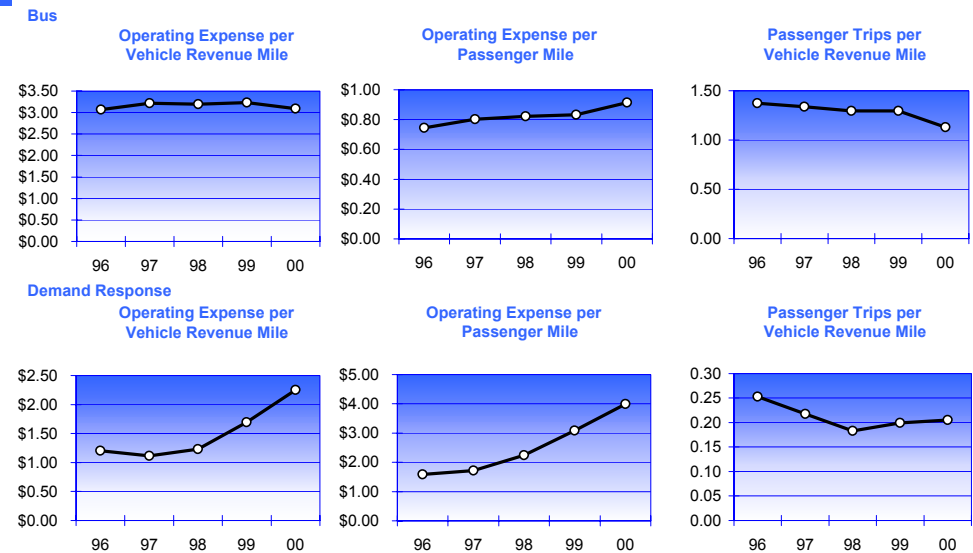 Bus
Operating Expense per
Vehicle Revenue Mile
$3.50
$3.00
$2.50
$2.00
$1.50
$1.00
$0.50
$0.00
96 97 98 99 00
Operating Expense per
Passenger Mile
$1.00
$0.80
$0.60
$0.40
$0.20
$0.00
96 97 98 99 00
Passenger Trips per
Vehicle Revenue Mile
1.50
1.00
0.50
0.00
96 97 98 99 00
Demand Response
Operating Expense per
Vehicle Revenue Mile
$2.50
$2.00
$1.50
$1.00
$0.50
$0.00
96 97 98 99 00
Operating Expense per
Passenger Mile
$5.00
$4.00
$3.00
$2.00
$1.00
$0.00
96 97 98 99 00
Passenger Trips per
Vehicle Revenue Mile
0.30
0.25
0.20
0.15
0.10
0.05
0.00
96 97 98 99 00